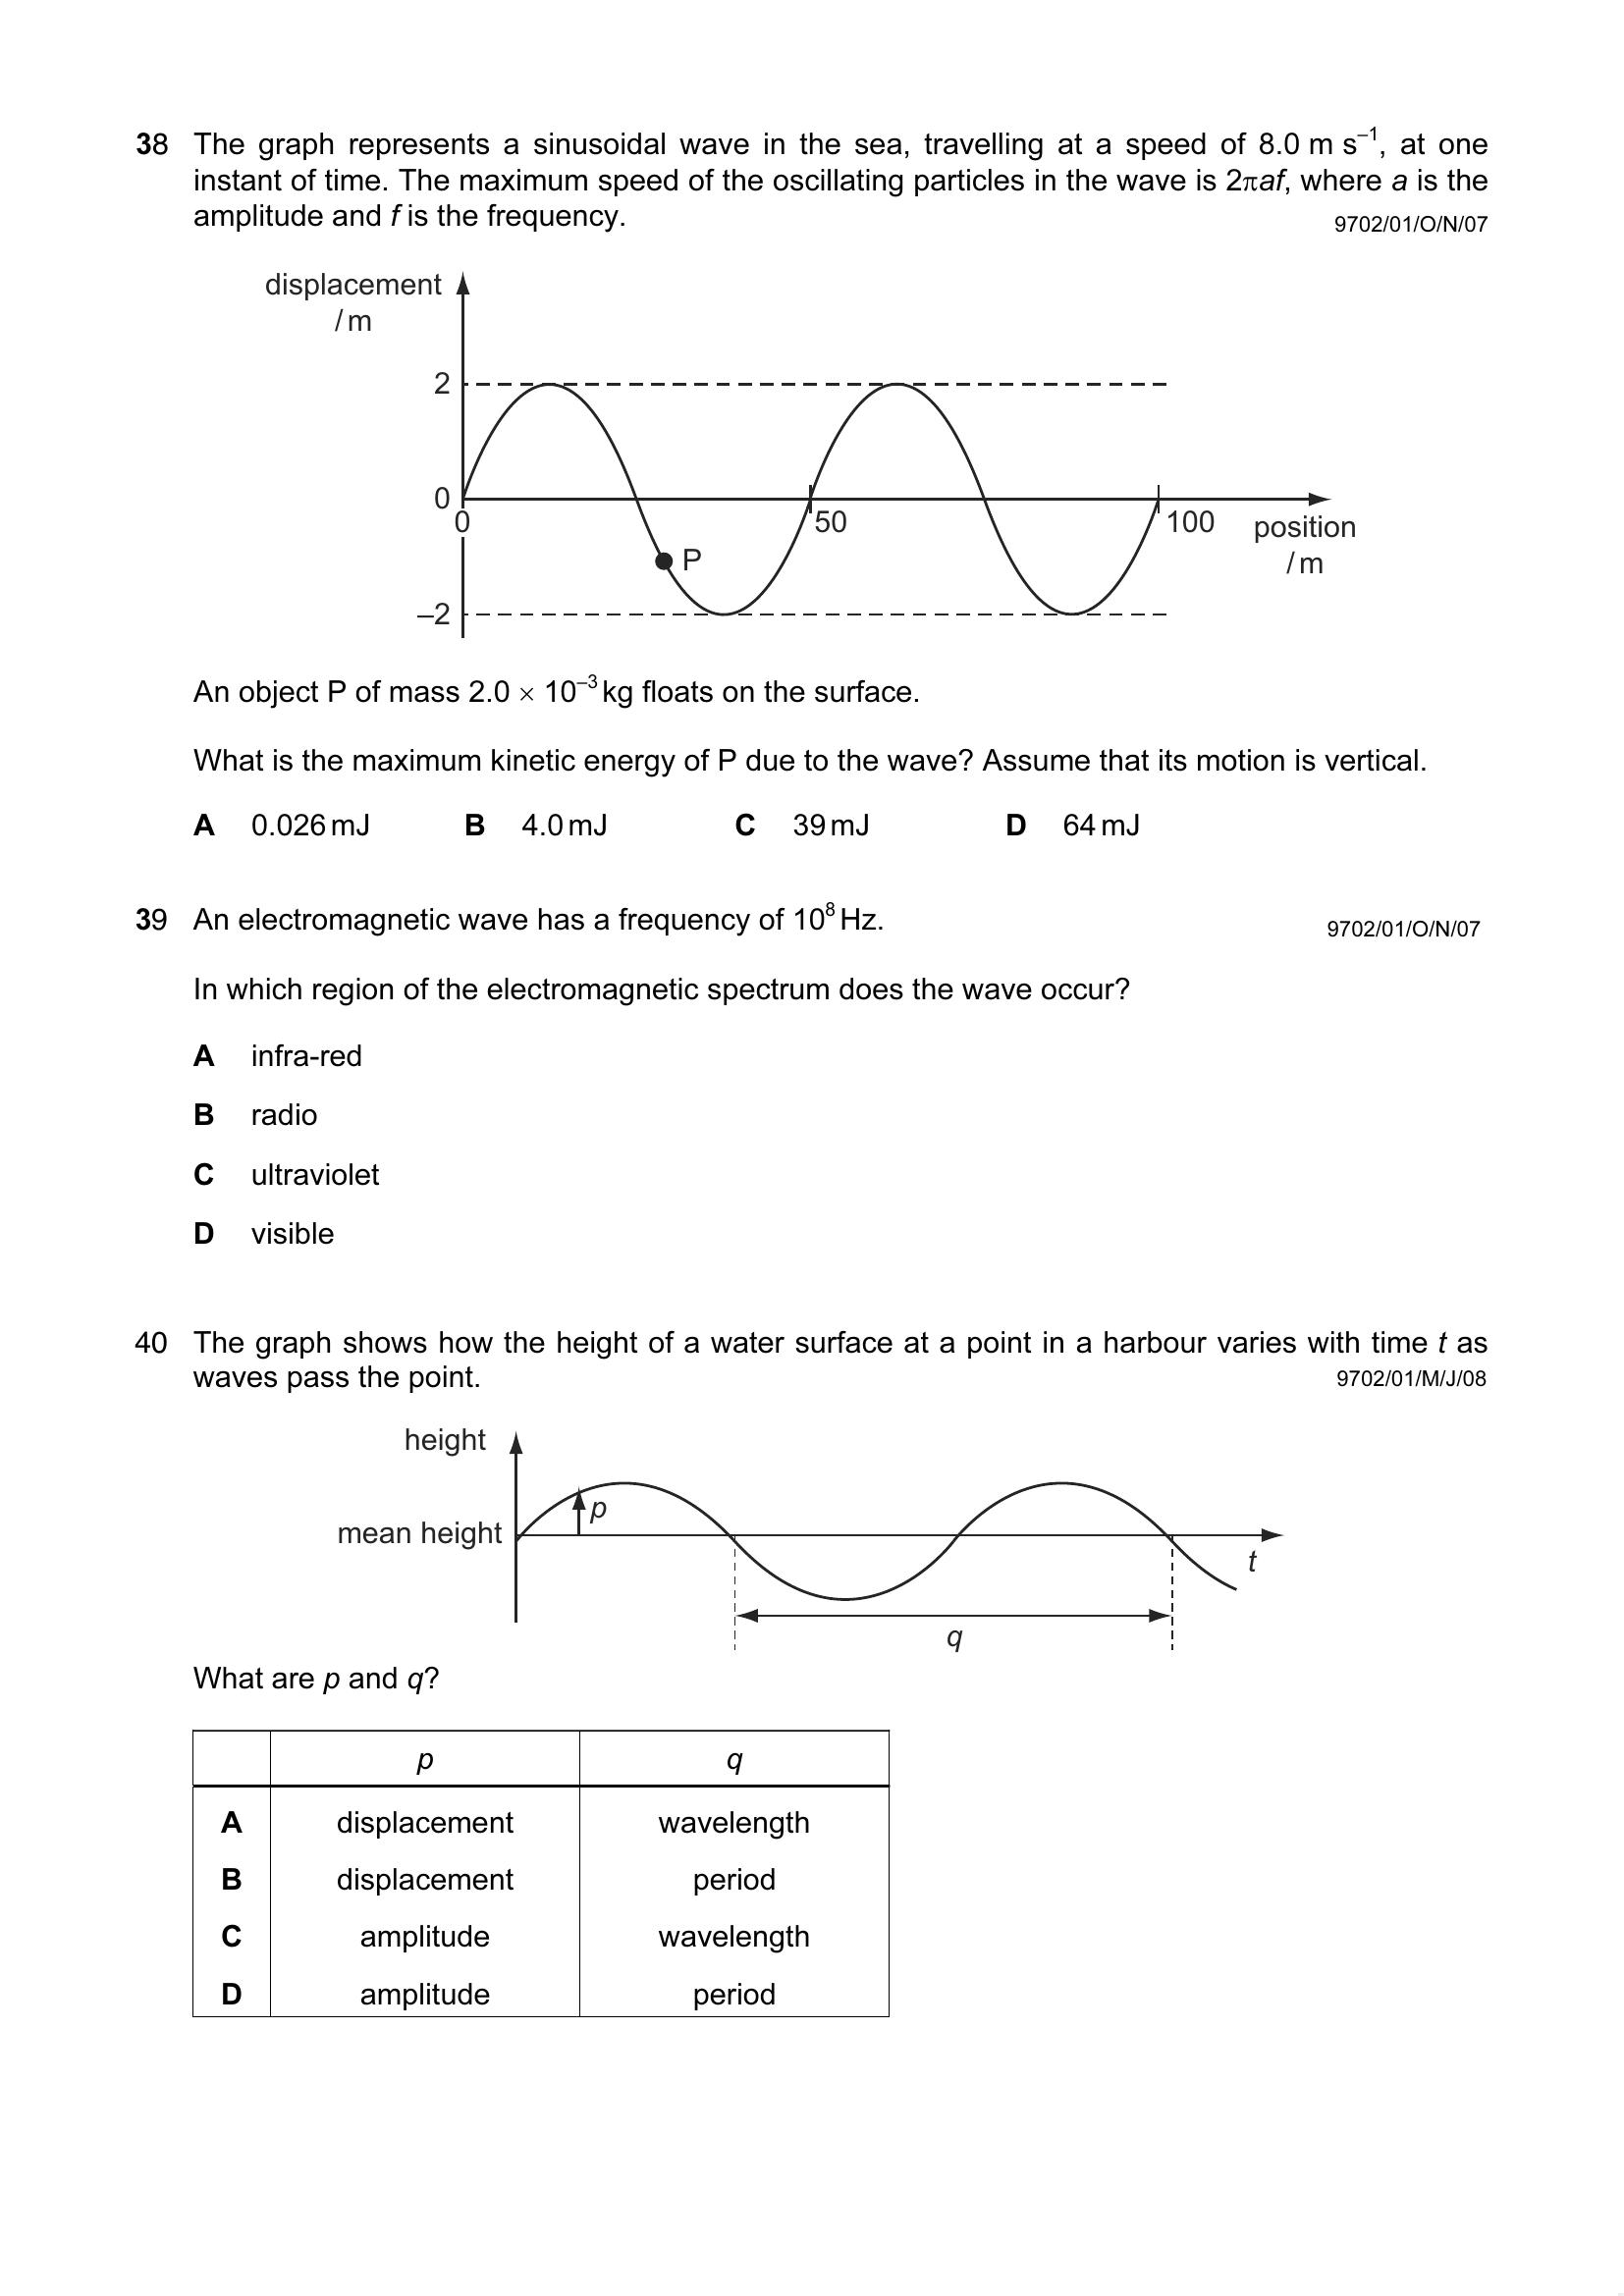 38 The graph represents a sinusoidal wave in the sea, travelling at a speed of 8.0 m s⁻¹, at one
instant of time. The maximum speed of the oscillating particles in the wave is 2πaf, where a is the
amplitude and f is the frequency.
9702/01/O/N/07
displacement
/ m
2
0
0
50
100
position
/ m
P
–2
An object P of mass 2.0 × 10⁻³ kg floats on the surface.
What is the maximum kinetic energy of P due to the wave? Assume that its motion is vertical.
A 0.026 mJ B 4.0 mJ C 39 mJ D 64 mJ
39 An electromagnetic wave has a frequency of 10⁸ Hz.
9702/01/O/N/07
In which region of the electromagnetic spectrum does the wave occur?
A infra-red
B radio
C ultraviolet
D visible
40 The graph shows how the height of a water surface at a point in a harbour varies with time t as
waves pass the point.
9702/01/M/J/08
height
p
mean height
t
q
What are p and q?
p q
A displacement wavelength
B displacement period
C amplitude wavelength
D amplitude period